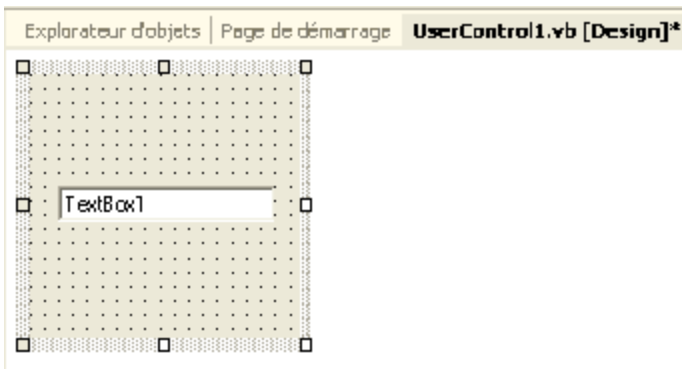 Explorateur d'objets | Page de démarrage UserControl1.vb [Design]*
TextBox1